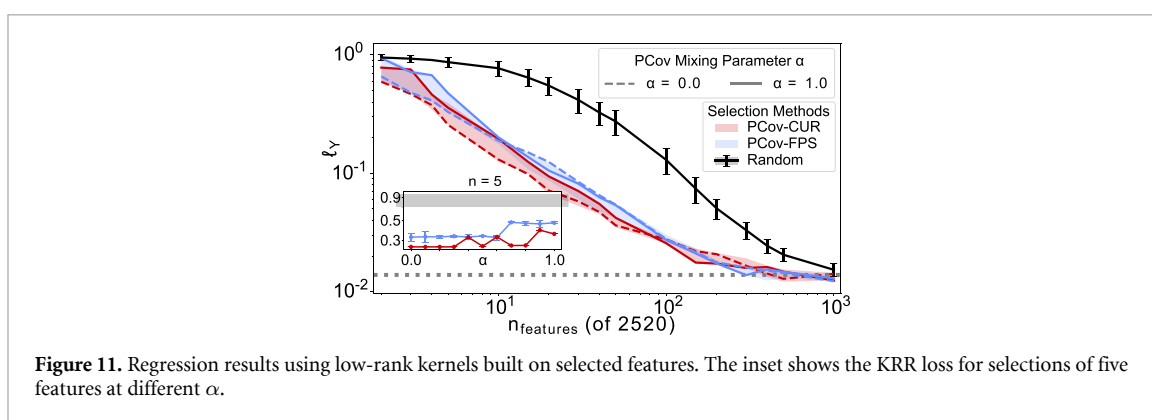 10⁰
10⁻¹
10⁻²
ℓY
PCov Mixing Parameter α
α = 0.0 α = 1.0
Selection Methods
PCov-CUR
PCov-FPS
Random
n = 5
0.9
0.5
0.3
0.0 α 1.0
10¹ 10² 10³
nfeatures (of 2520)
Figure 11. Regression results using low-rank kernels built on selected features. The inset shows the KRR loss for selections of five
features at different α.